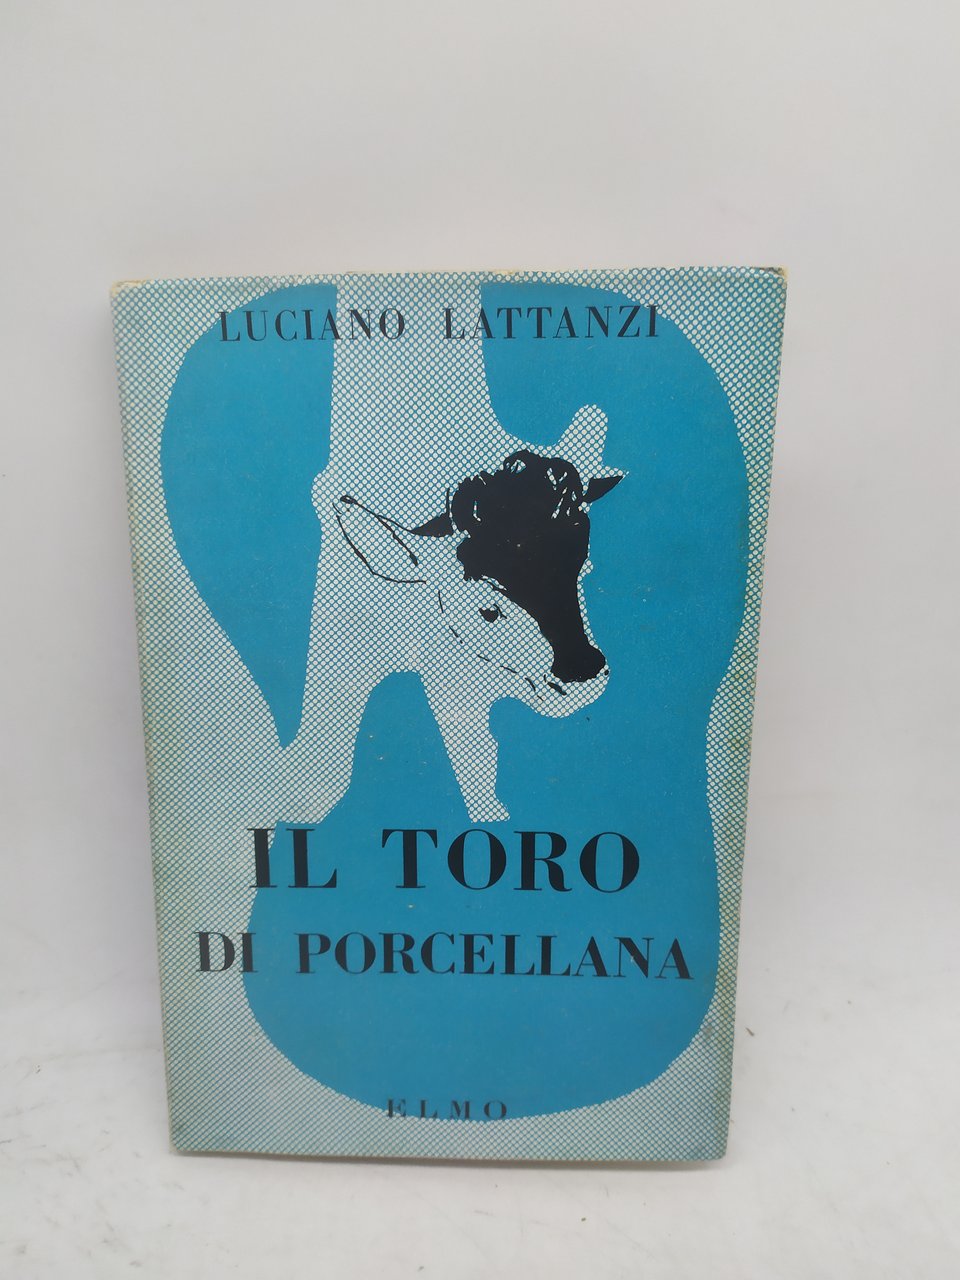 LUCIANO LATTANZI
IL TORO
DI PORCELLANA
ELMO